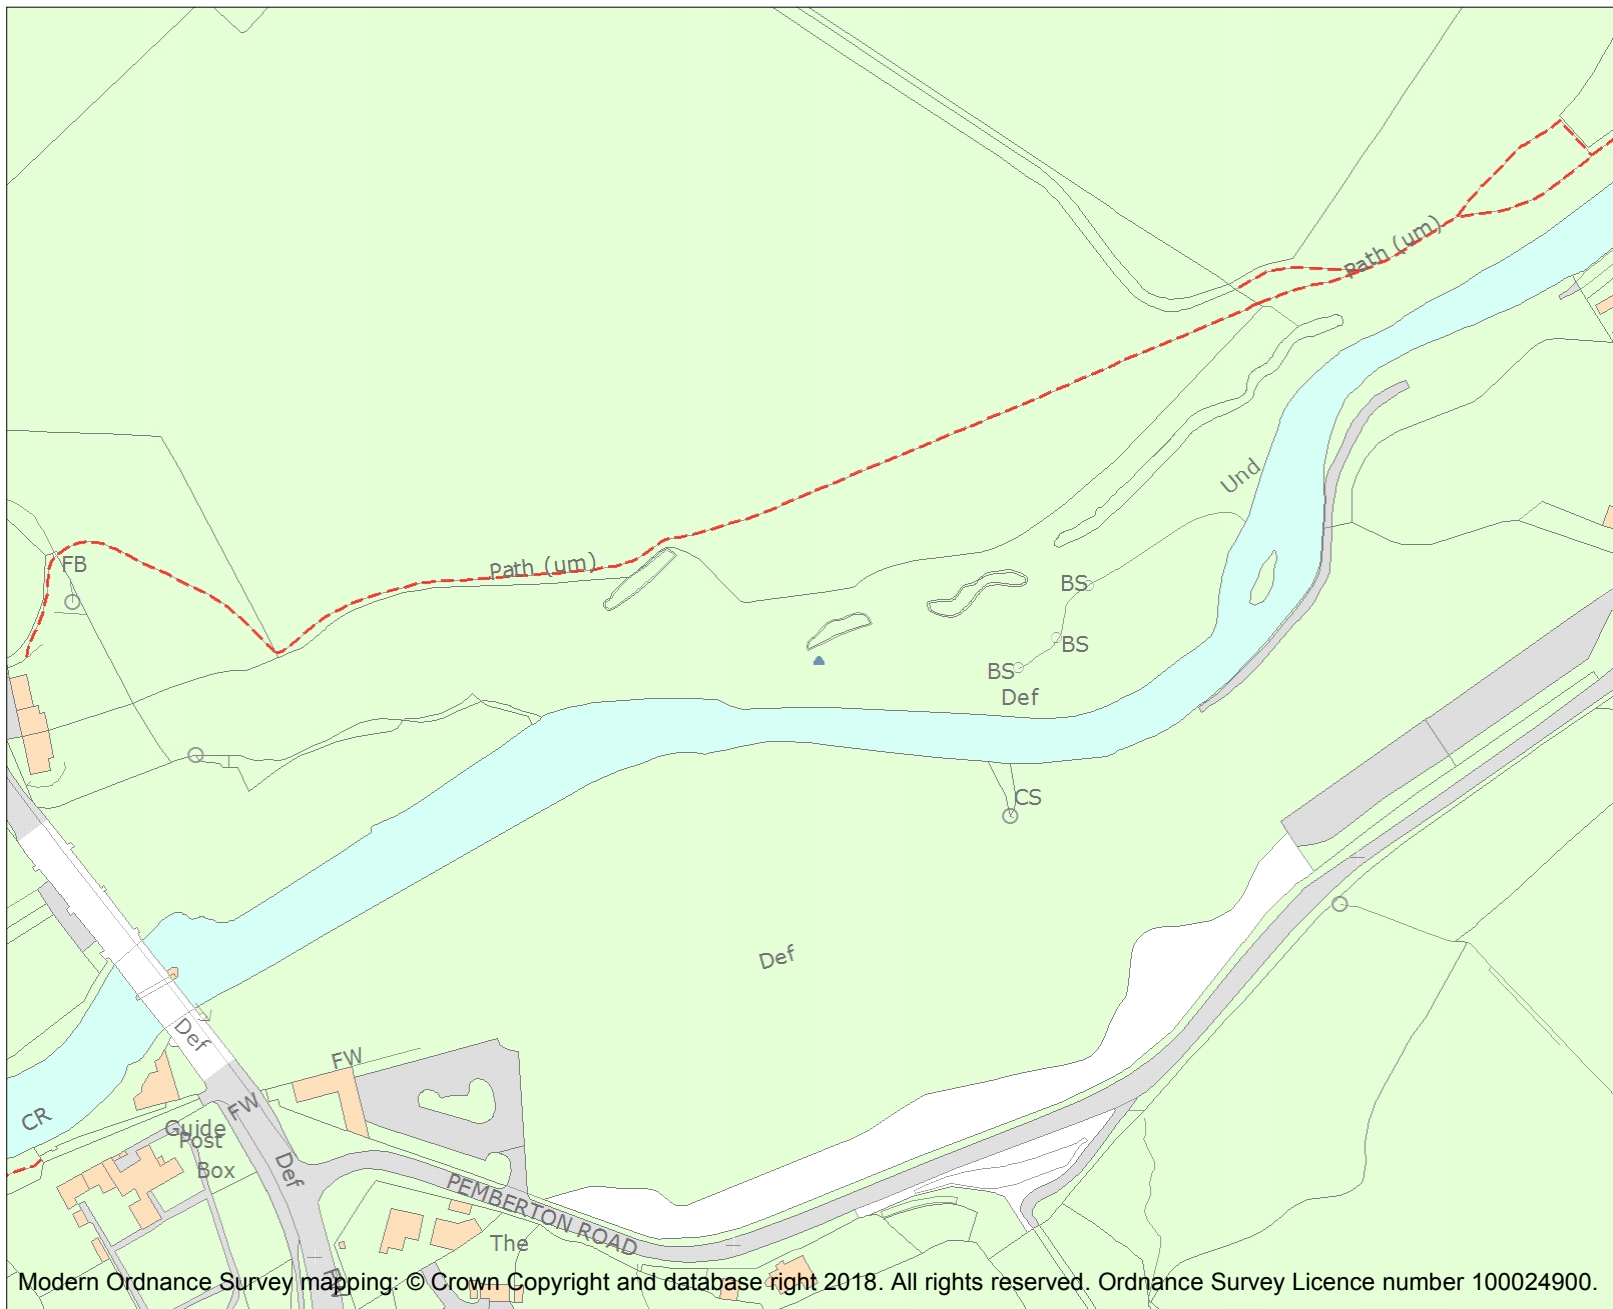 Path (um)
Und
Path (um)
FB
BS
BS
BS
Def
CS
Def
Def
FW
CR
FW
Guide
Post
Box
Def
PEMBERTON ROAD
The
Modern Ordnance Survey mapping: © Crown Copyright and database right 2018. All rights reserved. Ordnance Survey Licence number 100024900.